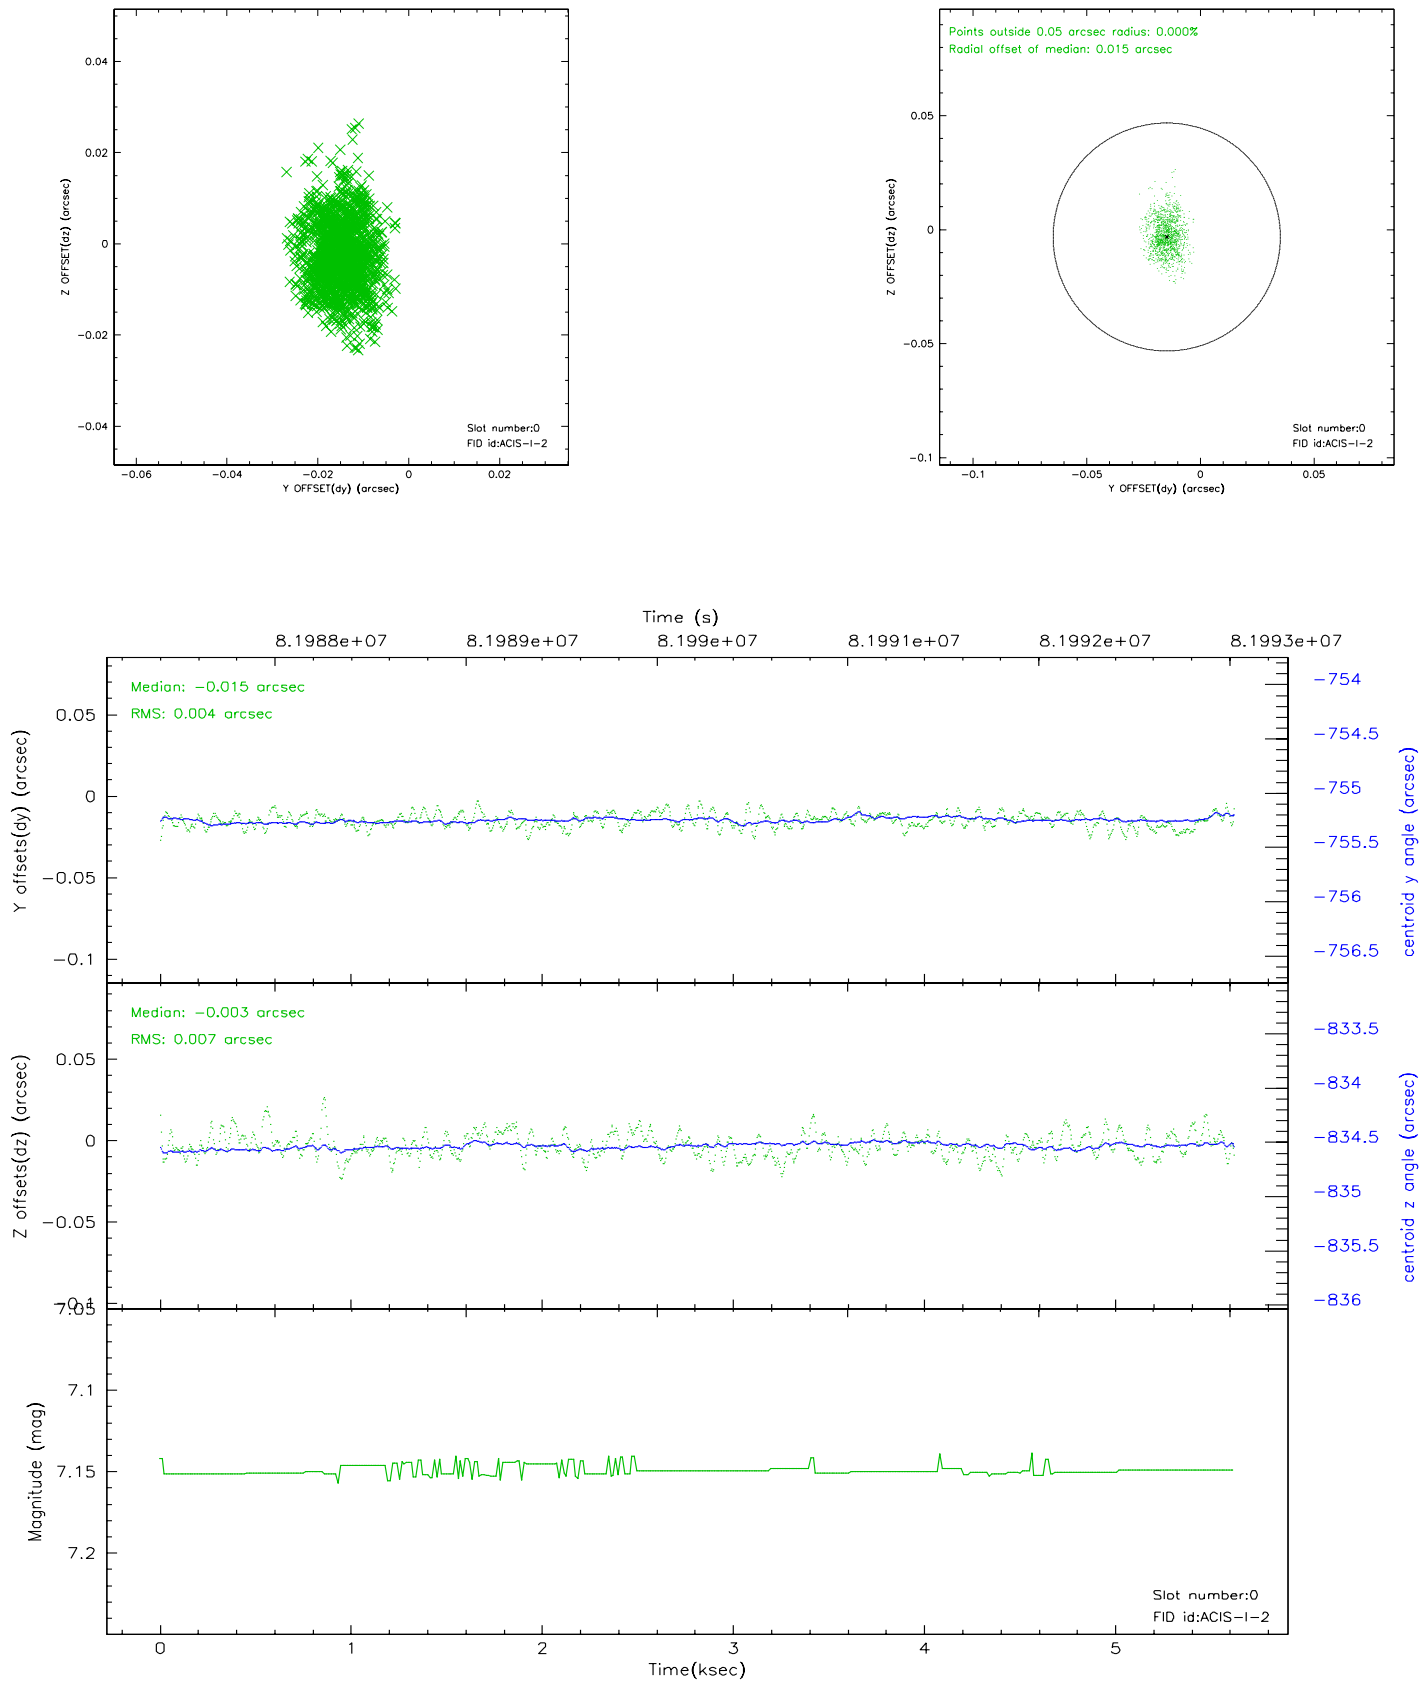 0.04
0.02
0
−0.02
−0.04
Z OFFSET(dz) (arcsec)
Slot number:0
FID id:ACIS−I−2
−0.06 −0.04 −0.02 0 0.02
Y OFFSET(dy) (arcsec)
Points outside 0.05 arcsec radius: 0.000%
Radial offset of median: 0.015 arcsec
0.05
0
−0.05
−0.1
Z OFFSET(dz) (arcsec)
Slot number:0
FID id:ACIS−I−2
−0.1 −0.05 0 0.05
Y OFFSET(dy) (arcsec)
Time (s)
8.1988e+07 8.1989e+07 8.199e+07 8.1991e+07 8.1992e+07 8.1993e+07
Median: −0.015 arcsec
RMS: 0.004 arcsec
0.05
0
−0.05
−0.1
Y offsets(dy) (arcsec)
−754
−754.5
−755
−755.5
−756
−756.5
centroid y angle (arcsec)
Median: −0.003 arcsec
RMS: 0.007 arcsec
0.05
0
−0.05
−0.1
Z offsets(dz) (arcsec)
−833.5
−834
−834.5
−835
−835.5
−836
centroid z angle (arcsec)
7.05
7.1
7.15
7.2
Magnitude (mag)
Slot number:0
FID id:ACIS−I−2
0 1 2 3 4 5
Time(ksec)